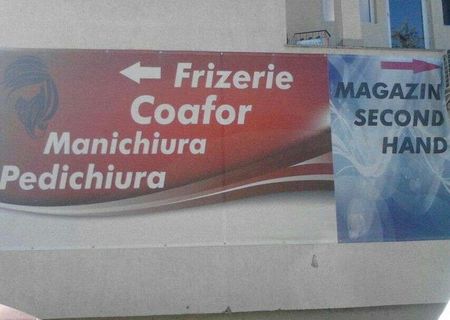 Frizerie
Coafor
Manichiura
Pedichiura
MAGAZIN
SECOND
HAND